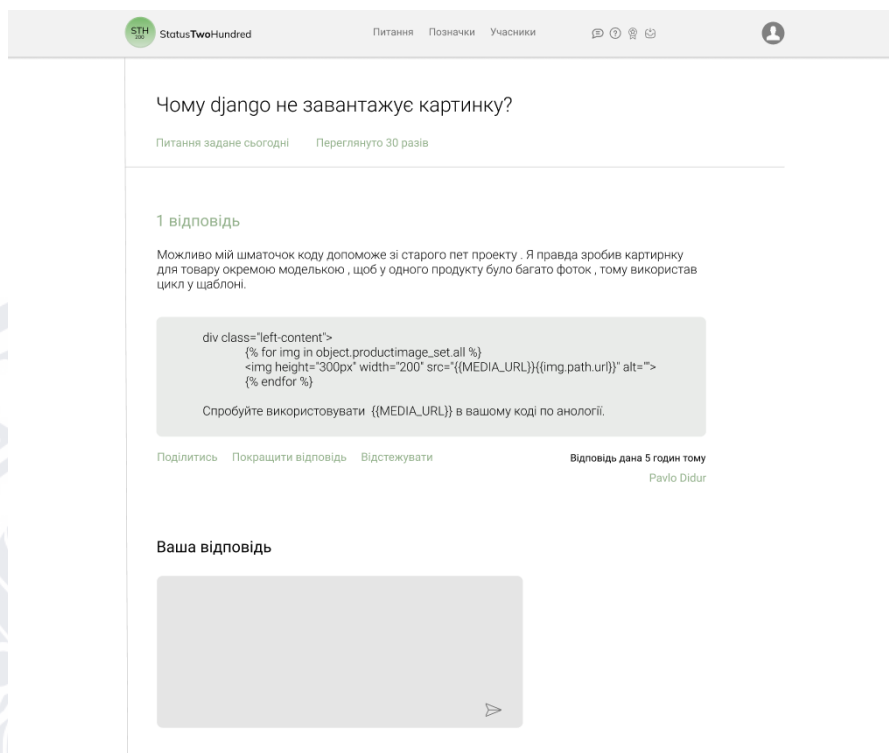 STH
200
StatusTwoHundred
Питання Позначки Учасники
Чому django не завантажує картинку?
Питання задане сьогодні Переглянуто 30 разів
1 відповідь
Можливо мій шматочок коду допоможе зі старого пет проекту . Я правда зробив картирнку
для товару окремою моделькою , щоб у одного продукту було багато фоток , тому використав
цикл у щаблоні.
div class="left-content">
{% for img in object.productimage_set.all %}
<img height="300px" width="200" src="{{MEDIA_URL}}{{img.path.url}}" alt="">
{% endfor %}
Спробуйте використовувати {{MEDIA_URL}} в вашому коді по анології.
Поділитись Покращити відповідь Відстежувати
Відповідь дана 5 годин тому
Pavlo Didur
Ваша відповідь